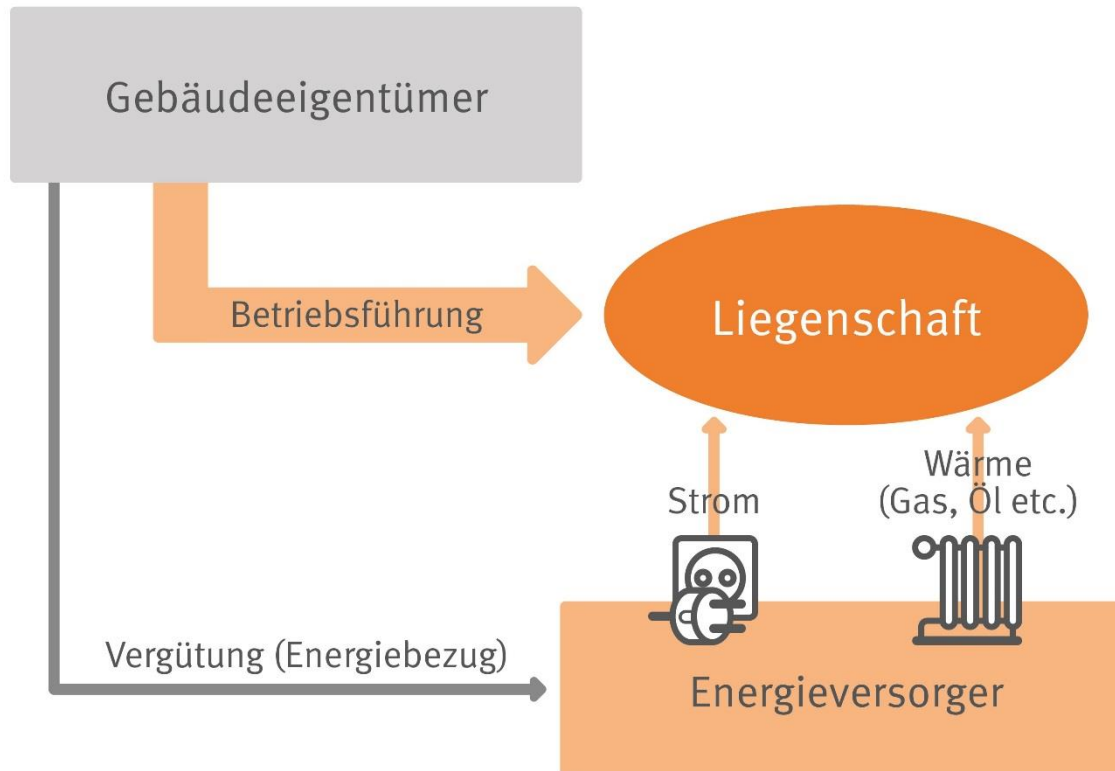 Gebäudeeigentümer
Betriebsführung
Liegenschaft
Strom
Wärme
(Gas, Öl etc.)
Vergütung (Energiebezug)
Energieversorger